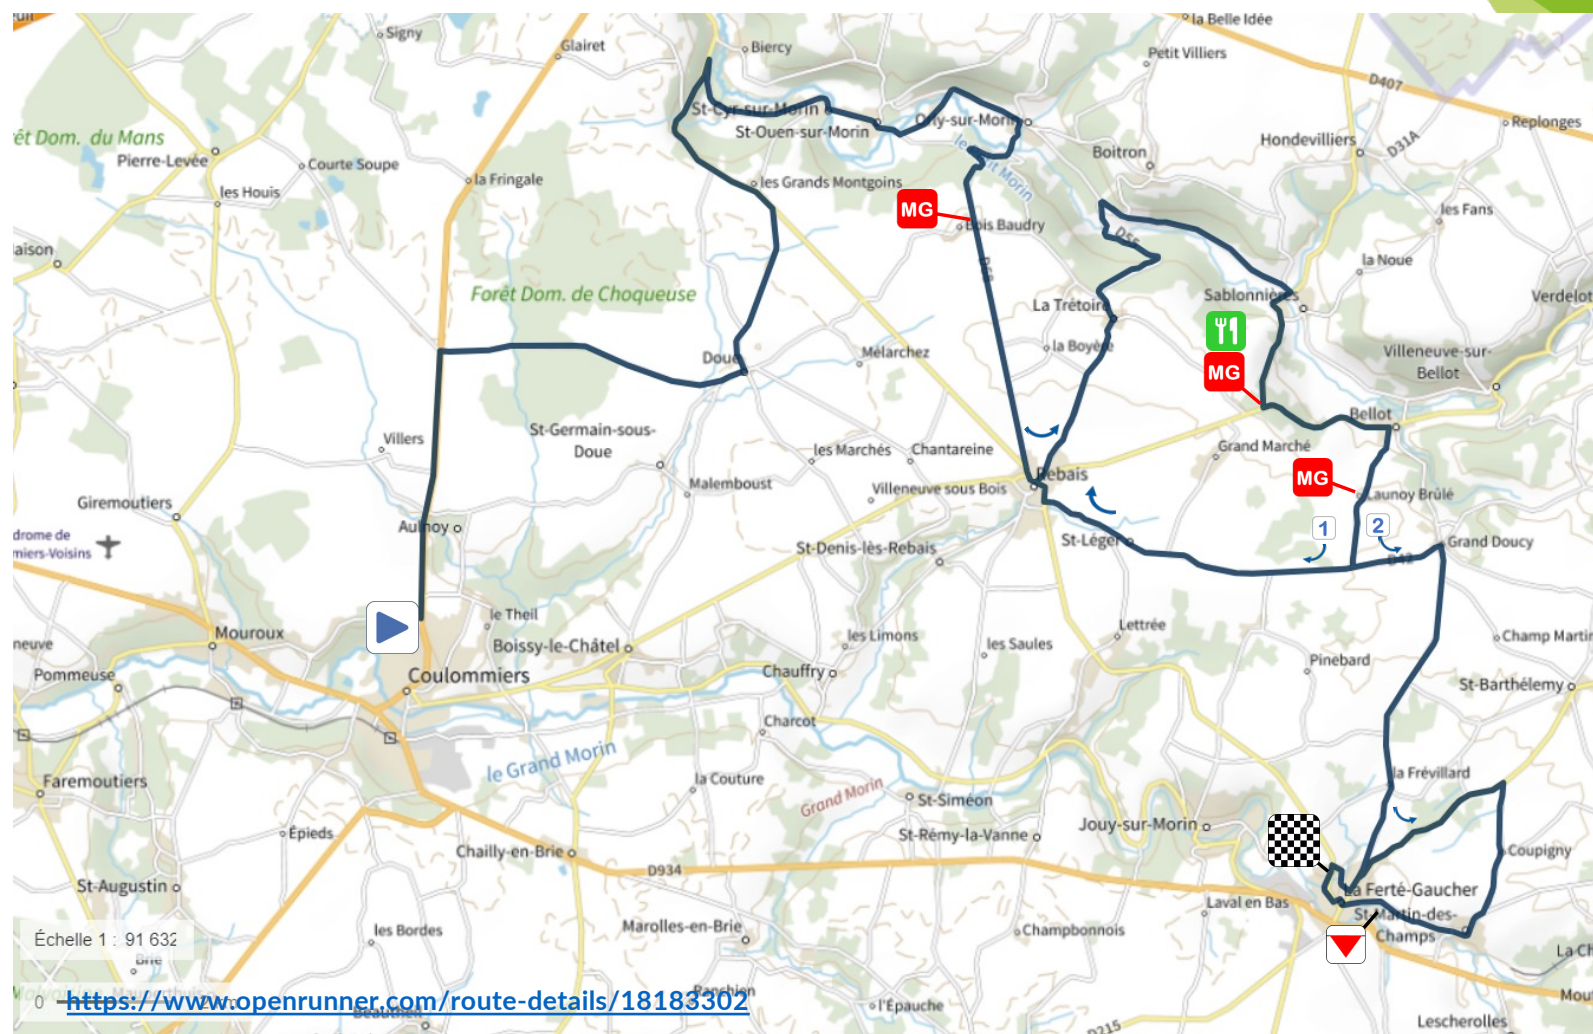 Signy
Glairet
Biercy
la Belle Idée
Petit Villiers
D407
Replonges
Hondevilliers
D31A
St-Cyr-sur-Morin
Orly-sur-Morin
St-Ouen-sur-Morin
Boitron
Pierre-Levée
Courte Soupe
les Houis
la Fringale
les Grands Montgoins
MG
Bois Baudry
les Fans
D55
la Noue
Forêt Dom. de Choqueuse
La Trétoire
Sablonnières
Verdelot
la Boyère
Doue
Mélarchez
Villeneuve-sur-
Bellot
MG
Bellot
St-Germain-sous-
Doue
Villers
les Marchés
Chantareine
Grand Marché
Rebais
MG
Launoy Brûlé
Malemboust
Villeneuve sous Bois
Giremoutiers
Aulnoy
1
2
drome de
miers-Voisins
St-Denis-lès-Rebais
St-Léger
Grand Doucy
D42
le Theil
Mouroux
Boissy-le-Châtel
les Limons
les Saules
Lettrée
Pinebard
Champ Martin
Pommeuse
Coulommiers
Chauffry
St-Barthélemy
Charcot
le Grand Morin
Faremoutiers
la Couture
Grand Morin
la Frévillard
St-Siméon
Épieds
St-Rémy-la-Vanne
Jouy-sur-Morin
Chailly-en-Brie
Coupigny
D934
St-Augustin
La Ferté-Gaucher
Laval en Bas
St-Martin-des-
Champs
les Bordes
Marolles-en-Brie
Champbonnois
Échelle 1 : 91 632
0
https://www.openrunner.com/route-details/18183302
l'Épauche
D215
Lescherolles